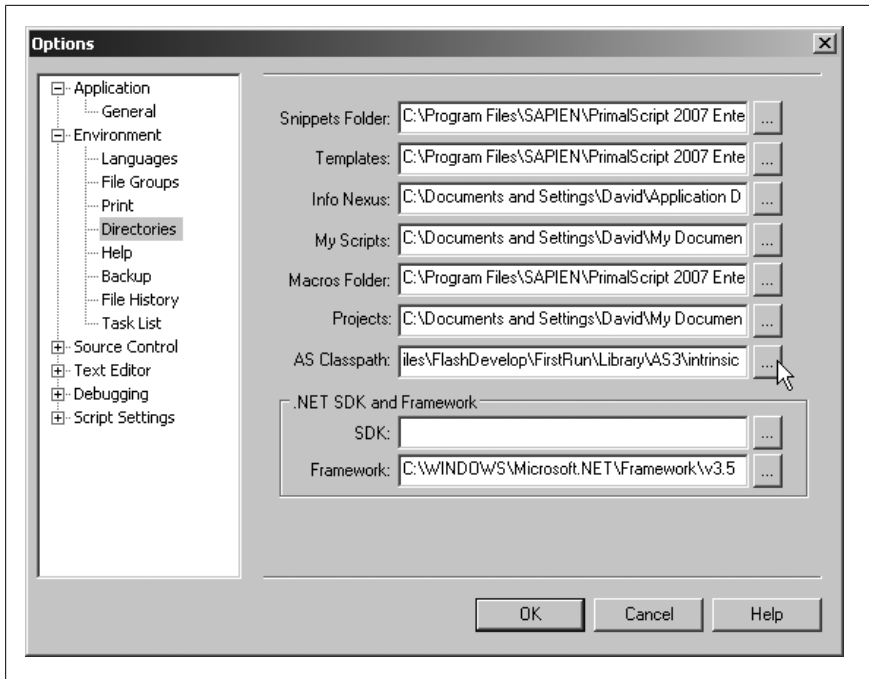 Options
Application
General
Environment
Languages
File Groups
Print
Directories
Help
Backup
File History
Task List
Source Control
Text Editor
Debugging
Script Settings
Snippets Folder: C:\Program Files\SAPIEN\PrimalScript 2007 Ente ...
Templates: C:\Program Files\SAPIEN\PrimalScript 2007 Ente ...
Info Nexus: C:\Documents and Settings\David\Application D ...
My Scripts: C:\Documents and Settings\David\My Documen ...
Macros Folder: C:\Program Files\SAPIEN\PrimalScript 2007 Ente ...
Projects: C:\Documents and Settings\David\My Documen ...
AS Classpath: iles\FlashDevelop\FirstRun\Library\AS3\intrinsic ...
.NET SDK and Framework
SDK: ...
Framework: C:\WINDOWS\Microsoft.NET\Framework\v3.5 ...
OK Cancel Help